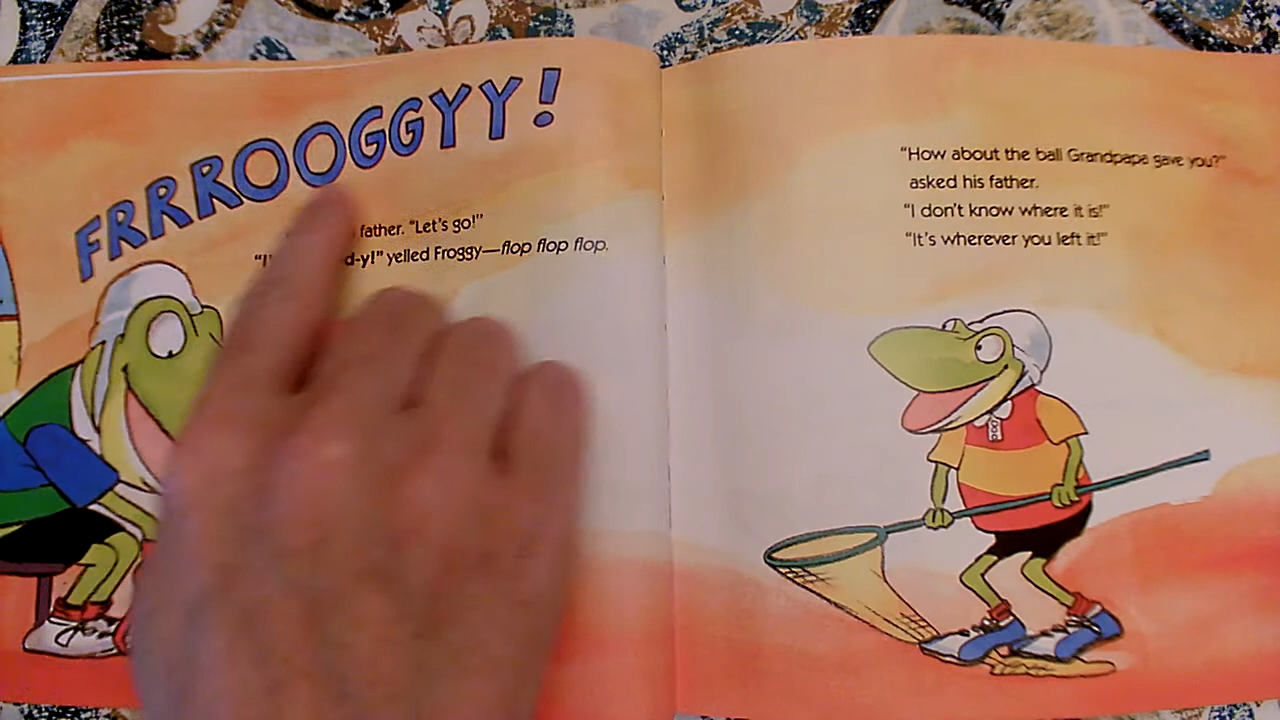 FRRROOGGYY!
father. "Let's go!"
d-y!" yelled Froggy—flop flop flop.
"How about the ball Grandpapa gave you?"
asked his father.
"I don't know where it is!"
"It's wherever you left it!"